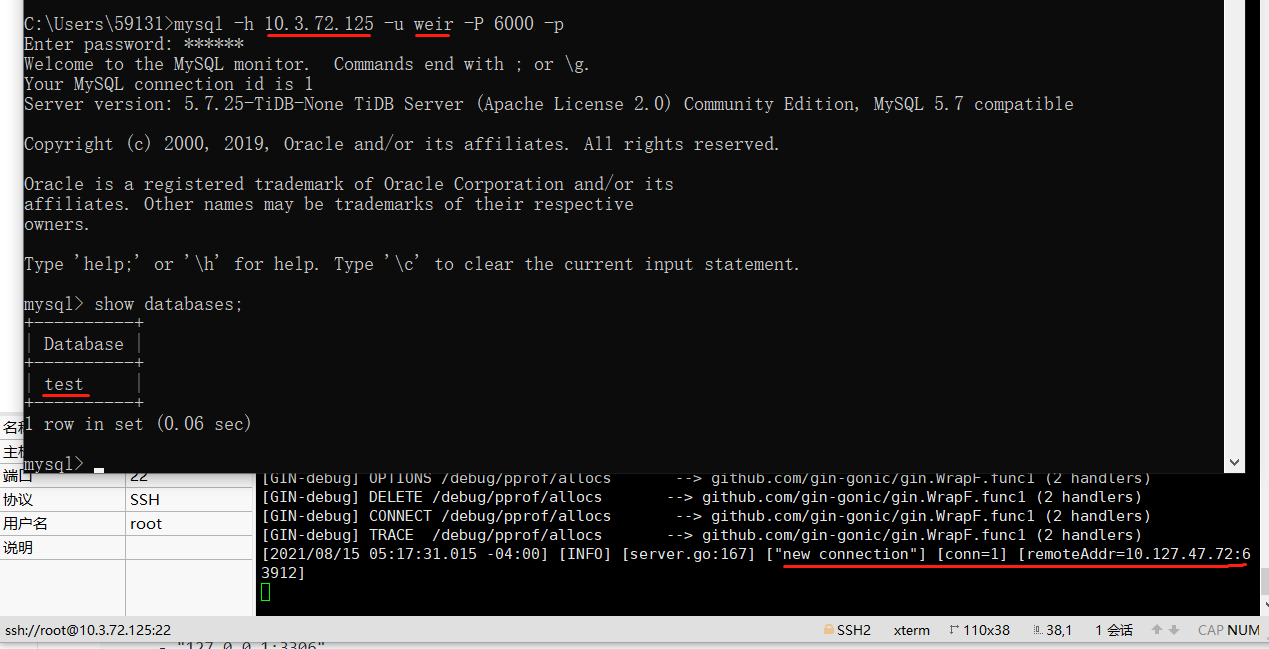 C:\Users\59131>mysql -h 10.3.72.125 -u weir -P 6000 -p
Enter password: ******
Welcome to the MySQL monitor.  Commands end with ; or \g.
Your MySQL connection id is 1
Server version: 5.7.25-TiDB-None TiDB Server (Apache License 2.0) Community Edition, MySQL 5.7 compatible
Copyright (c) 2000, 2019, Oracle and/or its affiliates. All rights reserved.
Oracle is a registered trademark of Oracle Corporation and/or its
affiliates. Other names may be trademarks of their respective
owners.
Type 'help;' or '\h' for help. Type '\c' to clear the current input statement.
mysql> show databases;
+----------+
| Database |
+----------+
| test     |
+----------+
1 row in set (0.06 sec)
mysql>
端口 22
协议 SSH
用户名 root
说明
[GIN-debug] OPTIONS /debug/pprof/allocs       --> github.com/gin-gonic/gin.WrapF.func1 (2 handlers)
[GIN-debug] DELETE /debug/pprof/allocs       --> github.com/gin-gonic/gin.WrapF.func1 (2 handlers)
[GIN-debug] CONNECT /debug/pprof/allocs       --> github.com/gin-gonic/gin.WrapF.func1 (2 handlers)
[GIN-debug] TRACE  /debug/pprof/allocs       --> github.com/gin-gonic/gin.WrapF.func1 (2 handlers)
[2021/08/15 05:17:31.015 -04:00] [INFO] [server.go:167] ["new connection"] [conn=1] [remoteAddr=10.127.47.72:6
3912]
ssh://root@10.3.72.125:22 SSH2 xterm 110x38 38,1 1 会话 CAP NUM
- "127.0.0.1:3306"